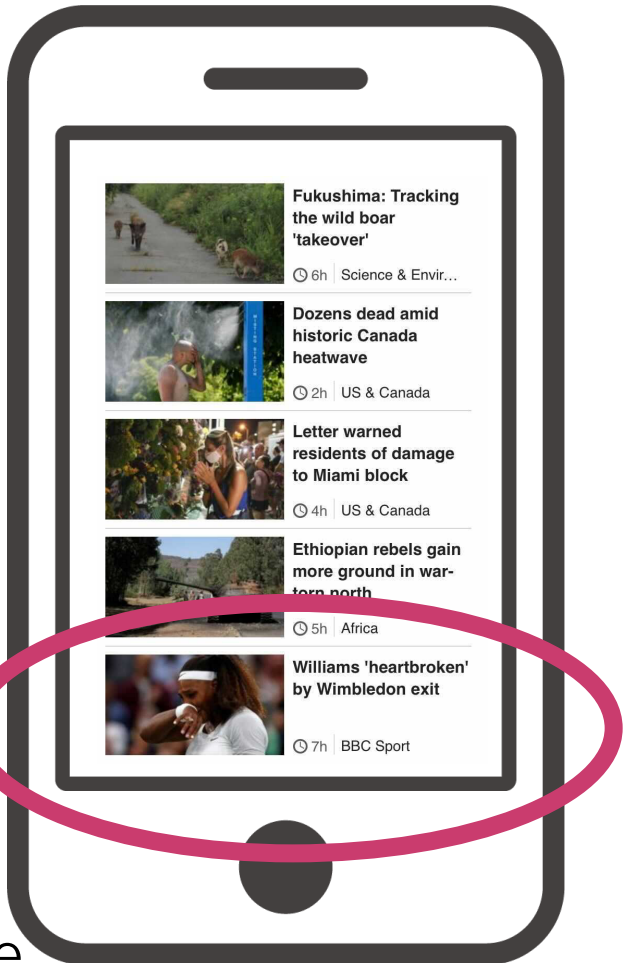 Fukushima: Tracking
the wild boar
'takeover'
6h Science & Envir…
Dozens dead amid
historic Canada
heatwave
2h US & Canada
Letter warned
residents of damage
to Miami block
4h US & Canada
Ethiopian rebels gain
more ground in war-
torn north
5h Africa
Williams 'heartbroken'
by Wimbledon exit
7h BBC Sport